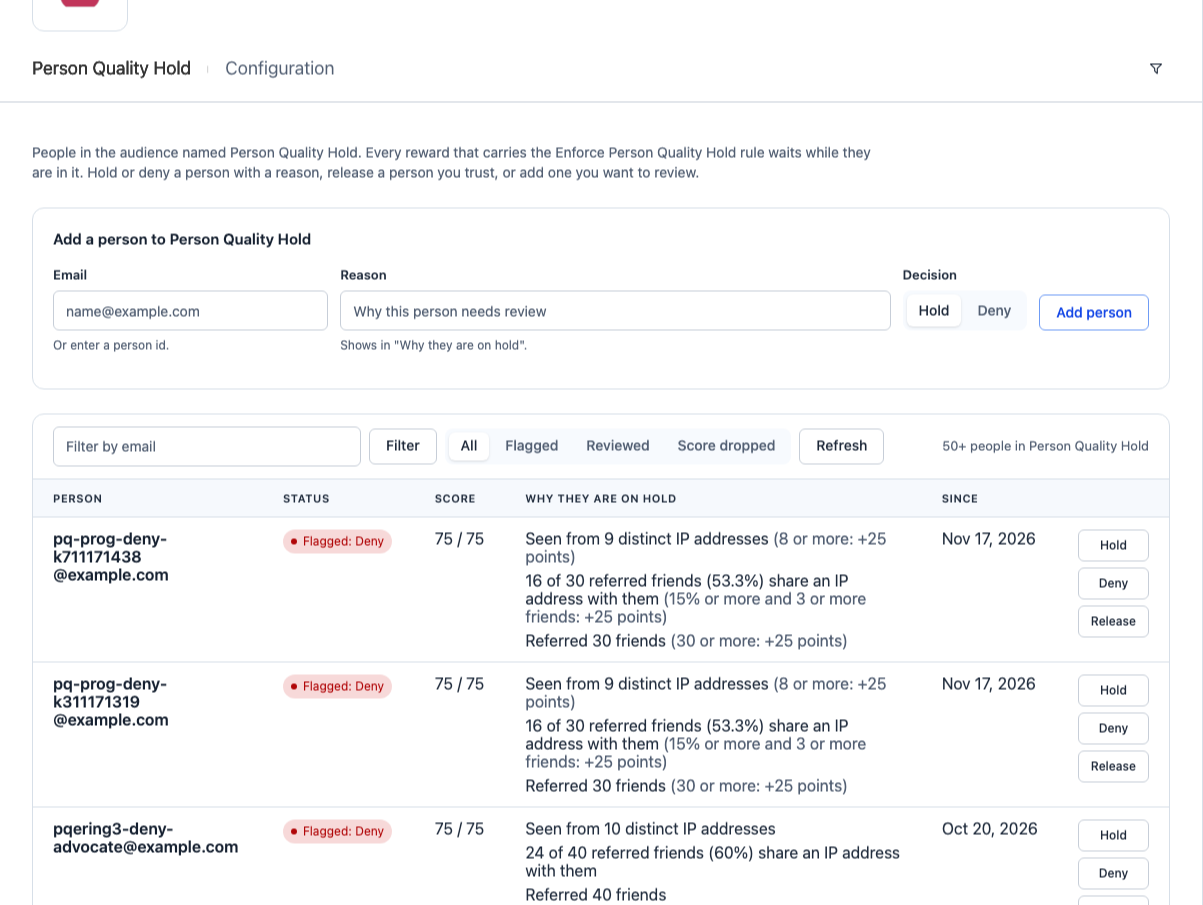 Person Quality Hold
Configuration
People in the audience named Person Quality Hold. Every reward that carries the Enforce Person Quality Hold rule waits while they
are in it. Hold or deny a person with a reason, release a person you trust, or add one you want to review.
Add a person to Person Quality Hold
Email
Reason
Decision
name@example.com
Why this person needs review
Hold
Deny
Add person
Or enter a person id.
Shows in "Why they are on hold".
Filter by email
Filter
All
Flagged
Reviewed
Score dropped
Refresh
50+ people in Person Quality Hold
PERSON
STATUS
SCORE
WHY THEY ARE ON HOLD
SINCE
pq-prog-deny-
k711171438
@example.com
Flagged: Deny
75 / 75
Seen from 9 distinct IP addresses (8 or more: +25
points)
16 of 30 referred friends (53.3%) share an IP
address with them (15% or more and 3 or more
friends: +25 points)
Referred 30 friends (30 or more: +25 points)
Nov 17, 2026
Hold
Deny
Release
pq-prog-deny-
k311171319
@example.com
Flagged: Deny
75 / 75
Seen from 9 distinct IP addresses (8 or more: +25
points)
16 of 30 referred friends (53.3%) share an IP
address with them (15% or more and 3 or more
friends: +25 points)
Referred 30 friends (30 or more: +25 points)
Nov 17, 2026
Hold
Deny
Release
pqering3-deny-
advocate@example.com
Flagged: Deny
75 / 75
Seen from 10 distinct IP addresses
24 of 40 referred friends (60%) share an IP address
with them
Referred 40 friends
Oct 20, 2026
Hold
Deny